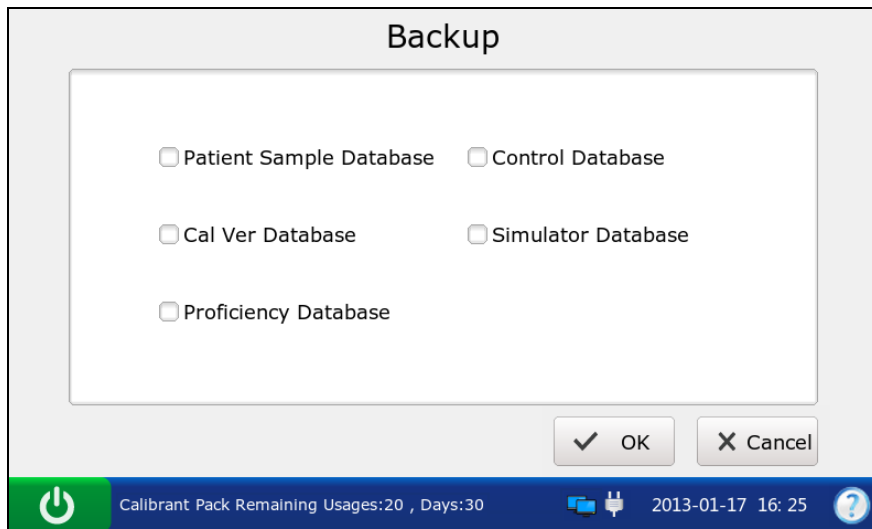 Backup
Patient Sample Database Control Database
Cal Ver Database Simulator Database
Proficiency Database
OK Cancel
Calibrant Pack Remaining Usages:20 , Days:30 2013-01-17 16: 25 ?